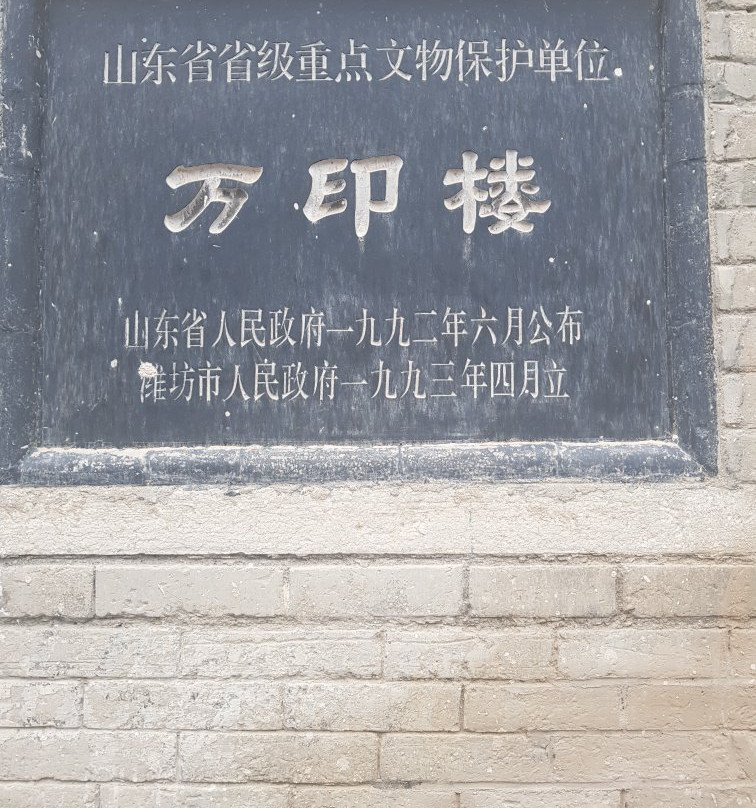 山东省省级重点文物保护单位
万印楼
山东省人民政府一九九二年六月公布
潍坊市人民政府一九九三年四月立